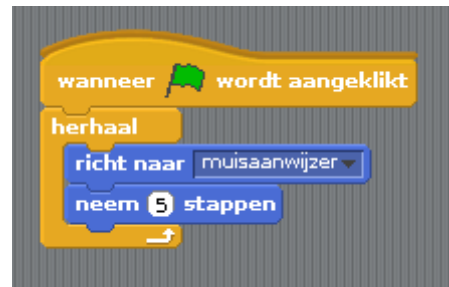 wanneer wordt aangeklikt
herhaal
richt naar muisaanwijzer
neem 5 stappen